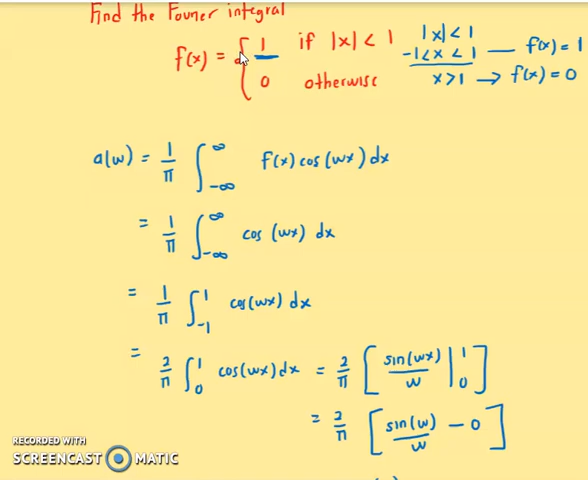 Find the Fourier integral
f(x) = { 1 if |x| < 1
0 otherwise
|x| < 1
-1 < x < 1 — f(x) = 1
x > 1 → f(x) = 0
a(w) = 1/π ∫_{-∞}^{∞} f(x) cos(wx) dx
= 1/π ∫_{-∞}^{∞} cos (wx) dx
= 1/π ∫_{-1}^{1} cos(wx) dx
= 2/π ∫_{0}^{1} cos(wx) dx = 2/π [ sin(wx)/w |_{0}^{1} ]
= 2/π [ sin(w)/w - 0 ]
RECORDED WITH
SCREENCAST MATIC